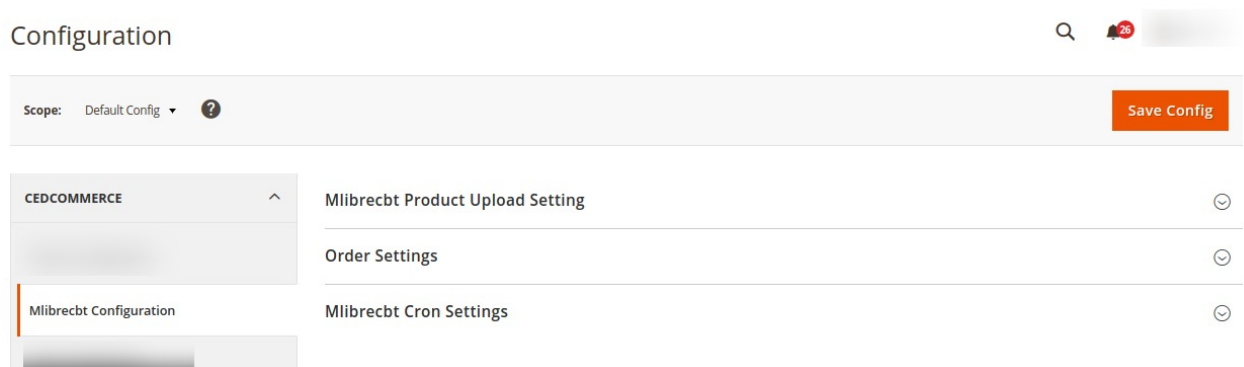 Configuration
26
Scope: Default Config ?
Save Config
CEDCOMMERCE
Mlibrecbt Configuration
Mlibrecbt Product Upload Setting
Order Settings
Mlibrecbt Cron Settings